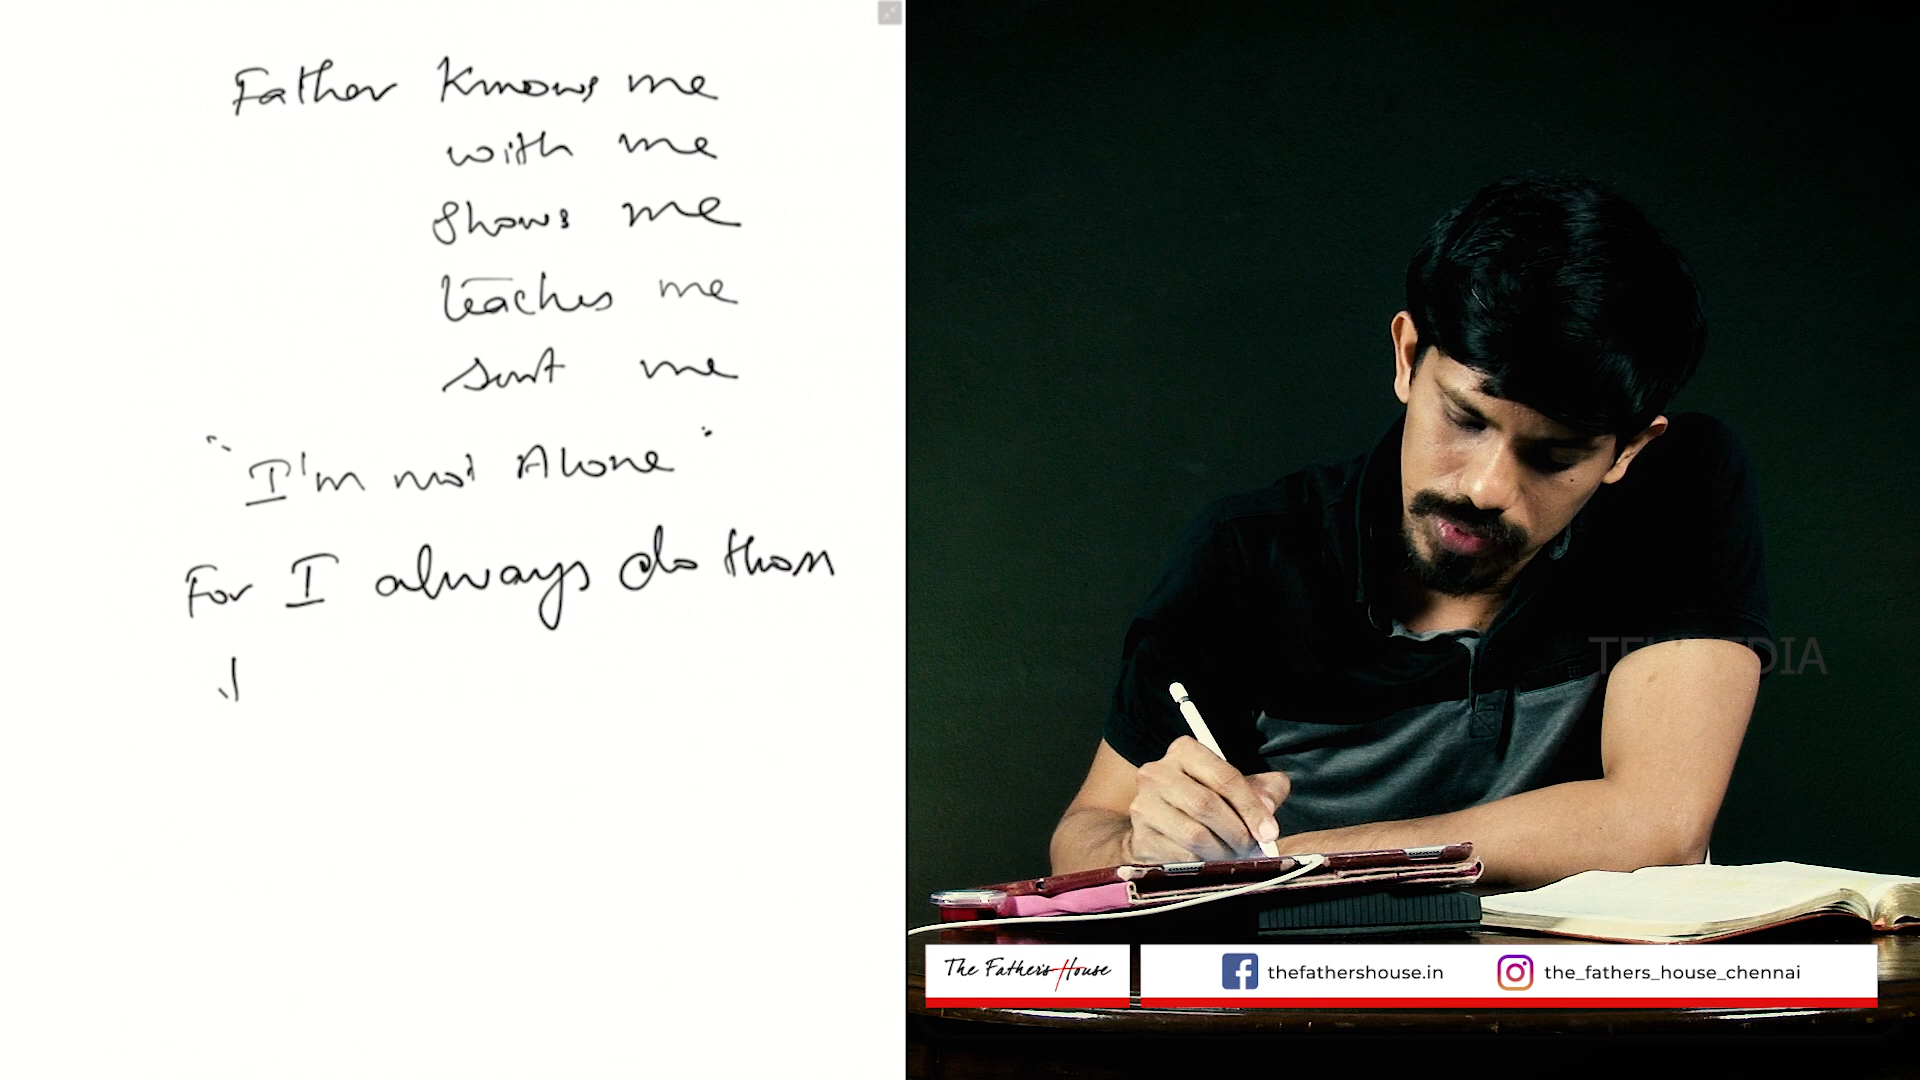 Father Knows me
with me
shows me
teaches me
sent me
"I'm not Alone"
For I always do thos
The Father's House
thefathershouse.in
the_fathers_house_chennai